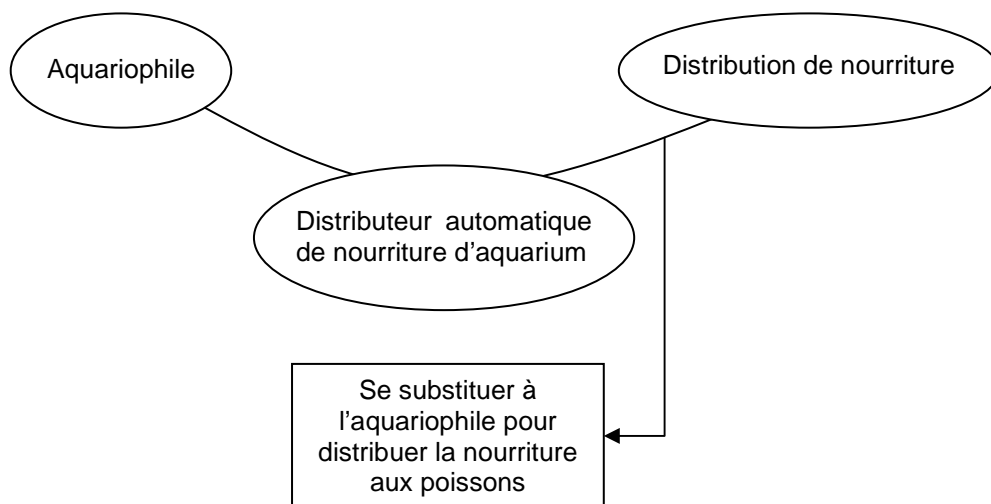 Aquariophile
Distribution de nourriture
Distributeur automatique
de nourriture d’aquarium
Se substituer à
l’aquariophile pour
distribuer la nourriture
aux poissons